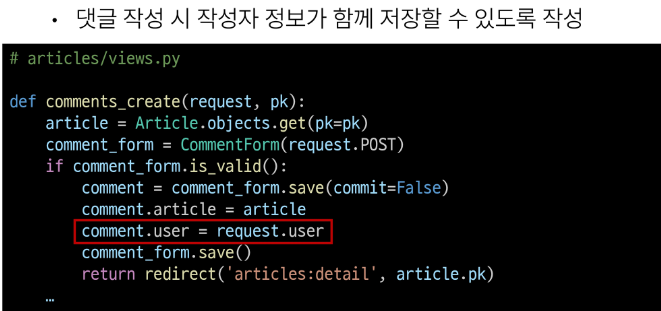 • 댓글 작성 시 작성자 정보가 함께 저장할 수 있도록 작성
# articles/views.py
def comments_create(request, pk):
    article = Article.objects.get(pk=pk)
    comment_form = CommentForm(request.POST)
    if comment_form.is_valid():
        comment = comment_form.save(commit=False)
        comment.article = article
        comment.user = request.user
        comment_form.save()
        return redirect('articles:detail', article.pk)
    …